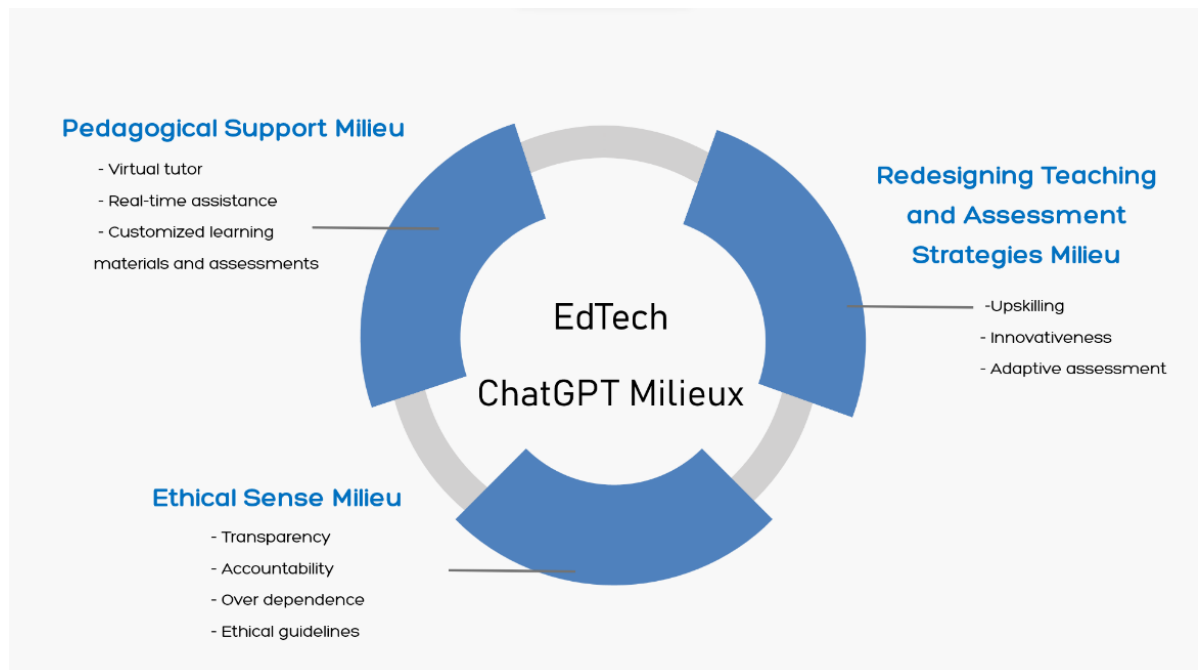 Pedagogical Support Milieu
- Virtual tutor
- Real-time assistance
- Customized learning
materials and assessments
Redesigning Teaching
and Assessment
Strategies Milieu
-Upskilling
- Innovativeness
- Adaptive assessment
EdTech
ChatGPT Milieux
Ethical Sense Milieu
- Transparency
- Accountability
- Over dependence
- Ethical guidelines